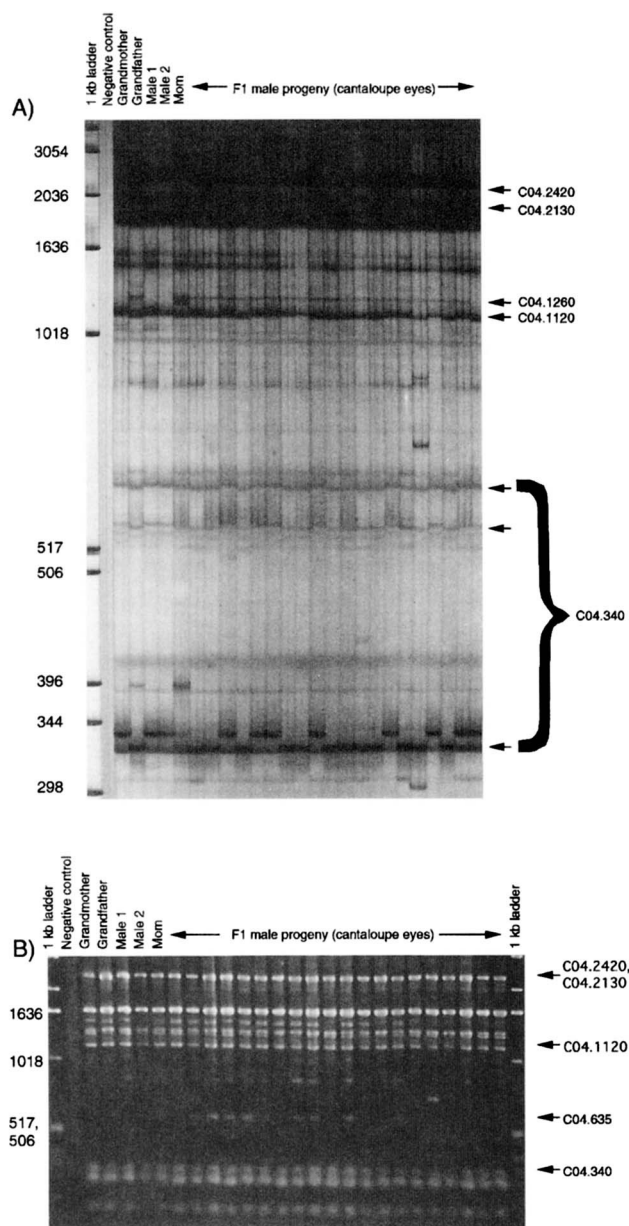 1 kb ladder
Negative control
Grandmother
Grandfather
Male 1
Male 2
Mom
F1 male progeny (cantaloupe eyes)
A)
3054
2036
1636
1018
517
506
396
344
298
C04.2420
C04.2130
C04.1260
C04.1120
C04.340
1 kb ladder
Negative control
Grandmother
Grandfather
Male 1
Male 2
Mom
F1 male progeny (cantaloupe eyes)
1 kb ladder
B)
1636
1018
517,
506
C04.2420,
C04.2130
C04.1120
C04.635
C04.340